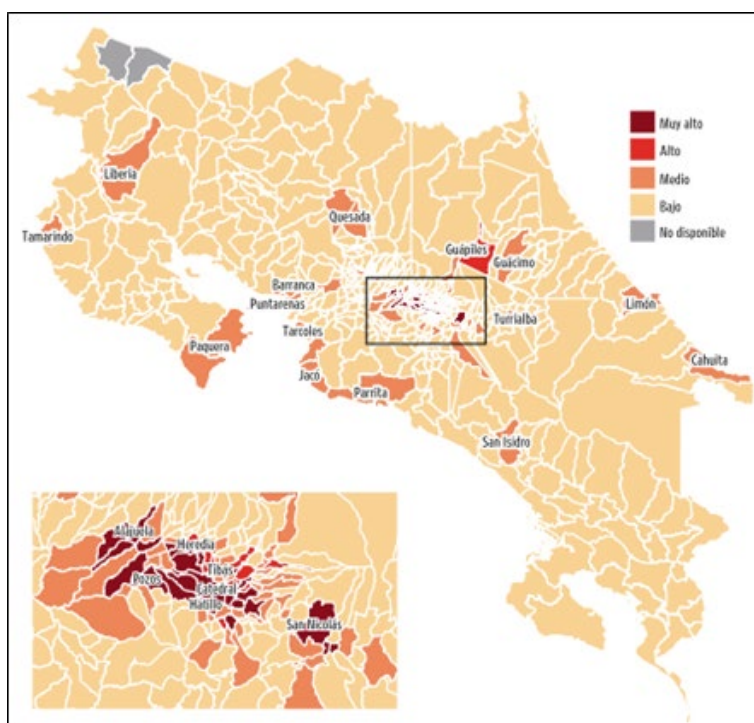 Muy alto
Alto
Medio
Bajo
No disponible
Liberia
Tamarindo
Quesada
Guápiles
Guácimo
Barranca
Puntarenas
Limón
Turrialba
Tarcoles
Paquera
Cahuita
Jacó
Parrita
San Isidro
Alajuela
Heredia
Tibas
Pozos
Catedral
Hatillo
San Nicolás